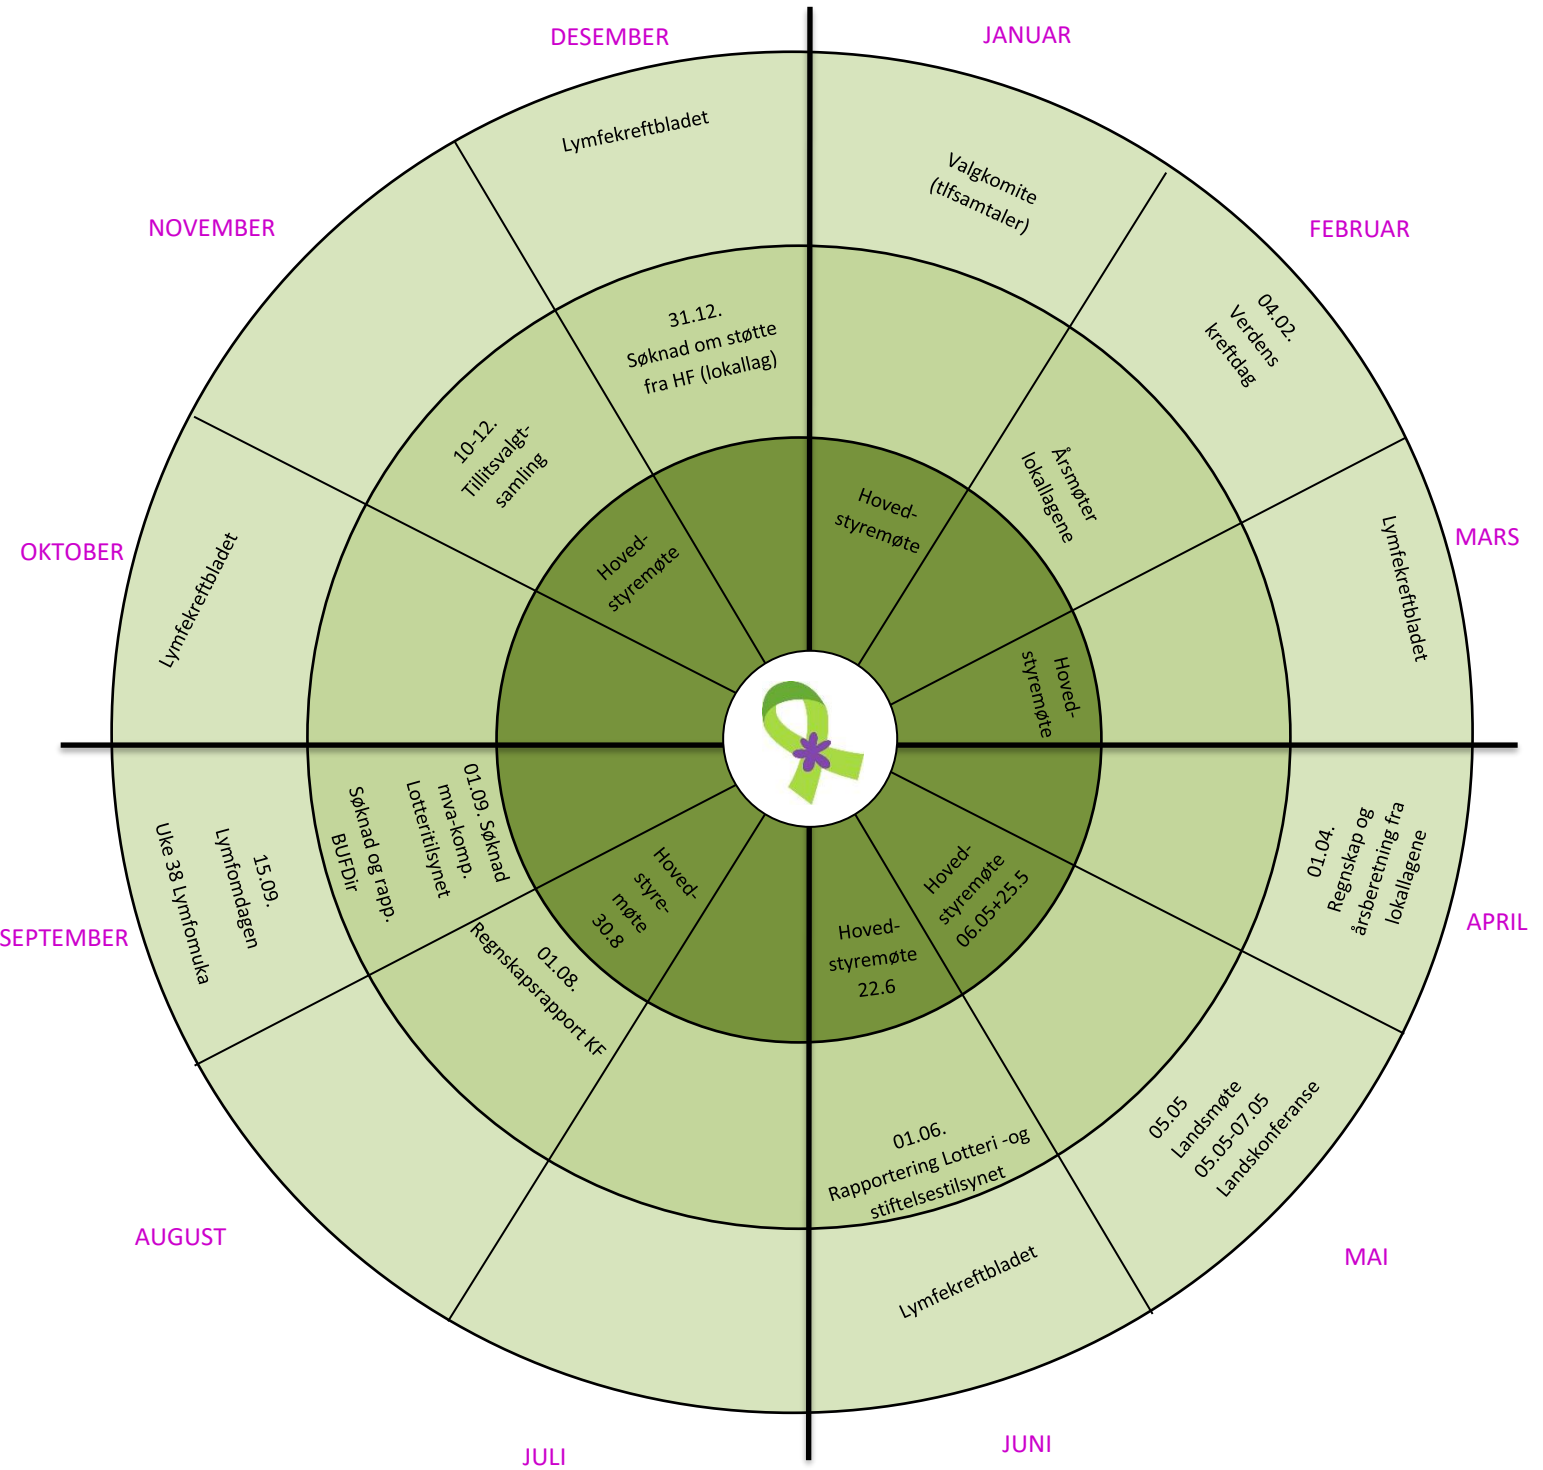 JANUAR
Valgkomite
(tlfsamtaler)
Hoved-
styremøte
FEBRUAR
04.02.
Verdens
kreftdag
Årsmøter
lokallagene
MARS
Lymfekreftbladet
Hoved-
styremøte
APRIL
01.04.
Regnskap og
årsberetning fra
lokallagene
MAI
05.05
Landsmøte
05.05-07.05
Landskonferanse
Hoved-
styremøte
06.05+25.5
JUNI
Lymfekreftbladet
01.06.
Rapportering Lotteri -og
stiftelsestilsynet
Hoved-
styremøte
22.6
JULI
AUGUST
01.08.
Regnskapsrapport KF
Hoved-
styre-
møte
30.8
SEPTEMBER
15.09.
Lymfomdagen
Uke 38 Lymfomuka
01.09. Søknad
mva-komp.
Lotteritilsynet
Søknad og rapp.
BUFDir
OKTOBER
Lymfekreftbladet
NOVEMBER
10-12.
Tillitsvalgt-
samling
Hoved-
styremøte
DESEMBER
Lymfekreftbladet
31.12.
Søknad om støtte
fra HF (lokallag)